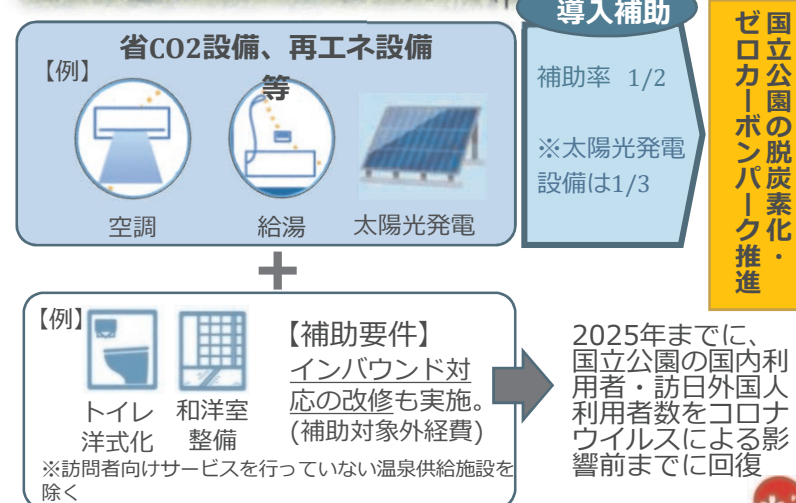 導入補助
省CO2設備、再エネ設備
等
【例】
空調
給湯
太陽光発電
補助率 1/2
※太陽光発電
設備は1/3
国立公園の脱炭素化・
ゼロカーボンパーク推進
【例】
トイレ
洋式化
和洋室
整備
【補助要件】
インバウンド対
応の改修も実施。
(補助対象外経費)
※訪問者向けサービスを行っていない温泉供給施設を
除く
2025年までに、
国立公園の国内利
用者・訪日外国人
利用者数をコロナ
ウイルスによる影
響前までに回復